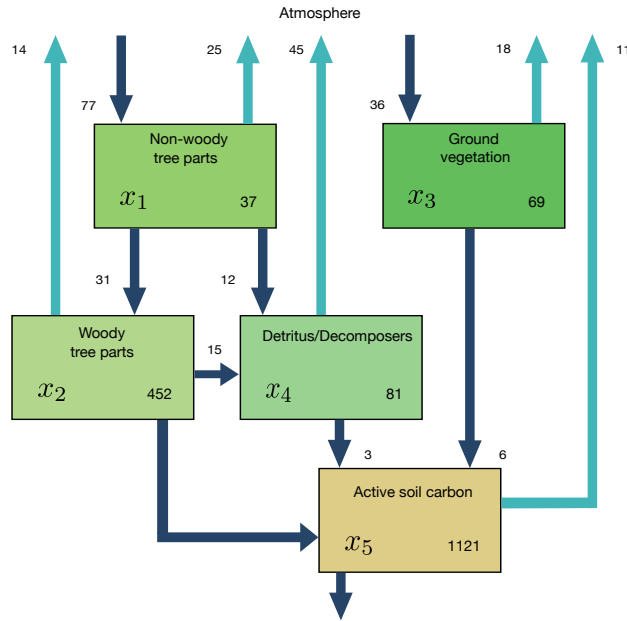 Atmosphere
14
25
45
18
11
77
36
Non-woody
tree parts
x1
37
Ground
vegetation
x3
69
31
12
Woody
tree parts
x2
452
15
Detritus/Decomposers
x4
81
3
6
Active soil carbon
x5
1121